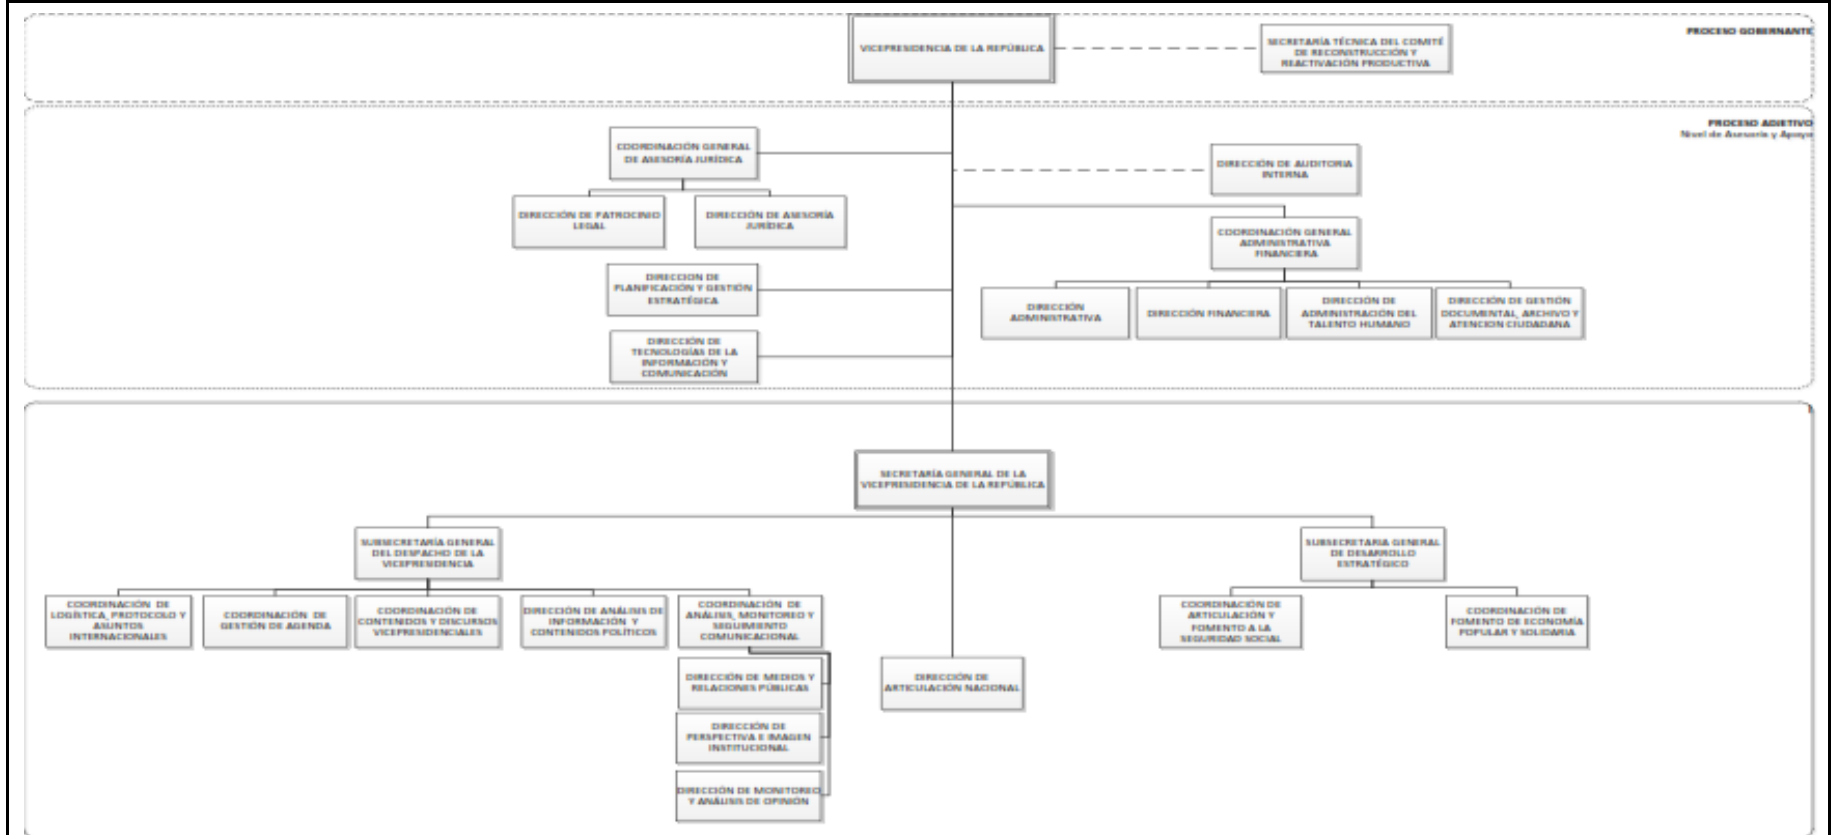 VICEPRESIDENCIA DE LA REPÚBLICA
SECRETARÍA TÉCNICA DEL COMITÉ
DE RECONSTRUCCIÓN Y
REACTIVACIÓN PRODUCTIVA
PROCESO GOBERNANTE
PROCESO ADJETIVO
Nivel de Asesoría y Apoyo
COORDINACIÓN GENERAL
DE ASESORÍA JURÍDICA
DIRECCIÓN DE PATROCINIO
LEGAL
DIRECCIÓN DE ASESORÍA
JURÍDICA
DIRECCION DE
PLANIFICACIÓN Y GESTIÓN
ESTRATÉGICA
DIRECCIÓN DE
TECNOLOGÍAS DE LA
INFORMACIÓN Y
COMUNICACIÓN
DIRECCIÓN DE AUDITORIA
INTERNA
COORDINACIÓN GENERAL
ADMINISTRATIVA
FINANCIERA
DIRECCIÓN
ADMINISTRATIVA
DIRECCIÓN FINANCIERA
DIRECCIÓN DE
ADMINISTRACIÓN DEL
TALENTO HUMANO
DIRECCIÓN DE GESTIÓN
DOCUMENTAL, ARCHIVO Y
ATENCION CIUDADANA
SECRETARÍA GENERAL DE LA
VICEPRESIDENCIA DE LA REPÚBLICA
SUBSECRETARÍA GENERAL
DEL DESPACHO DE LA
VICEPRESIDENCIA
SUBSECRETARIA GENERAL
DE DESARROLLO
ESTRATÉGICO
COORDINACIÓN DE
LOGÍSTICA, PROTOCOLO Y
ASUNTOS
INTERNACIONALES
COORDINACIÓN DE
GESTIÓN DE AGENDA
COORDINACIÓN DE
CONTENIDOS Y DISCURSOS
VICEPRESIDENCIALES
DIRECCIÓN DE ANÁLISIS DE
INFORMACIÓN Y
CONTENIDOS POLÍTICOS
COORDINACIÓN DE
ANÁLISIS, MONITOREO Y
SEGUIMIENTO
COMUNICACIONAL
COORDINACIÓN DE
ARTICULACIÓN Y
FOMENTO A LA
SEGURIDAD SOCIAL
COORDINACIÓN DE
FOMENTO DE ECONOMÍA
POPULAR Y SOLIDARIA
DIRECCIÓN DE MEDIOS Y
RELACIONES PÚBLICAS
DIRECCIÓN DE
ARTICULACIÓN NACIONAL
DIRECCIÓN DE
PERSPECTIVA E IMAGEN
INSTITUCIONAL
DIRECCIÓN DE MONITOREO
Y ANÁLISIS DE OPINIÓN